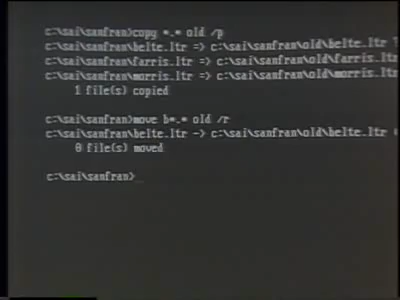 c:\sai\sanfran>copy *.* old /p
c:\sai\sanfran\belte.ltr => c:\sai\sanfran\old\belte.ltr
c:\sai\sanfran\farris.ltr => c:\sai\sanfran\old\farris.ltr
c:\sai\sanfran\morris.ltr => c:\sai\sanfran\old\morris.ltr
1 file(s) copied
c:\sai\sanfran>move b*.* old /r
c:\sai\sanfran\belte.ltr -> c:\sai\sanfran\old\belte.ltr
0 file(s) moved
c:\sai\sanfran>_